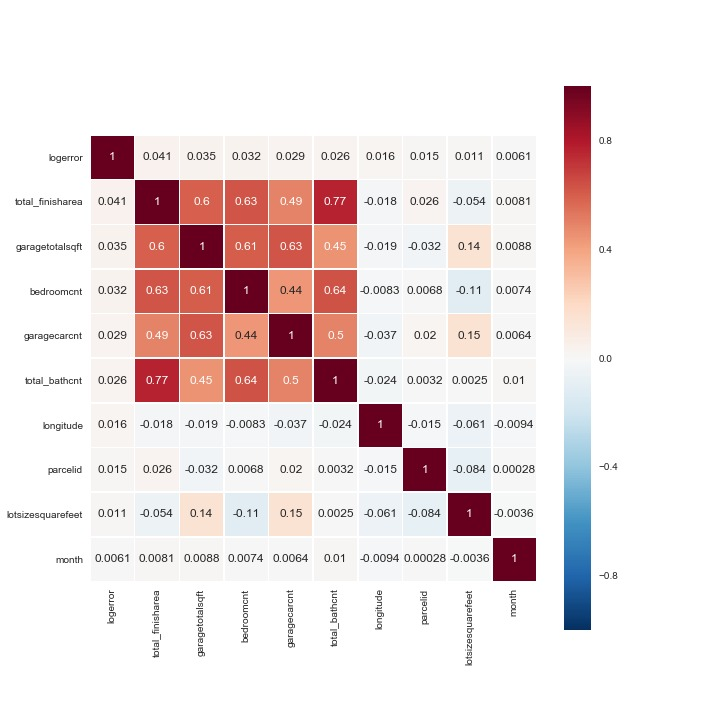 logerror 1 0.041 0.035 0.032 0.029 0.026 0.016 0.015 0.011 0.0061
total_finisharea 0.041 1 0.6 0.63 0.49 0.77 -0.018 0.026 -0.054 0.0081
garagetotalsqft 0.035 0.6 1 0.61 0.63 0.45 -0.019 -0.032 0.14 0.0088
bedroomcnt 0.032 0.63 0.61 1 0.44 0.64 -0.0083 0.0068 -0.11 0.0074
garagecarcnt 0.029 0.49 0.63 0.44 1 0.5 -0.037 0.02 0.15 0.0064
total_bathcnt 0.026 0.77 0.45 0.64 0.5 1 -0.024 0.0032 0.0025 0.01
longitude 0.016 -0.018 -0.019 -0.0083 -0.037 -0.024 1 -0.015 -0.061 -0.0094
parcelid 0.015 0.026 -0.032 0.0068 0.02 0.0032 -0.015 1 -0.084 0.00028
lotsizesquarefeet 0.011 -0.054 0.14 -0.11 0.15 0.0025 -0.061 -0.084 1 -0.0036
month 0.0061 0.0081 0.0088 0.0074 0.0064 0.01 -0.0094 0.00028 -0.0036 1
logerror
total_finisharea
garagetotalsqft
bedroomcnt
garagecarcnt
total_bathcnt
longitude
parcelid
lotsizesquarefeet
month
0.8
0.4
0.0
−0.4
−0.8